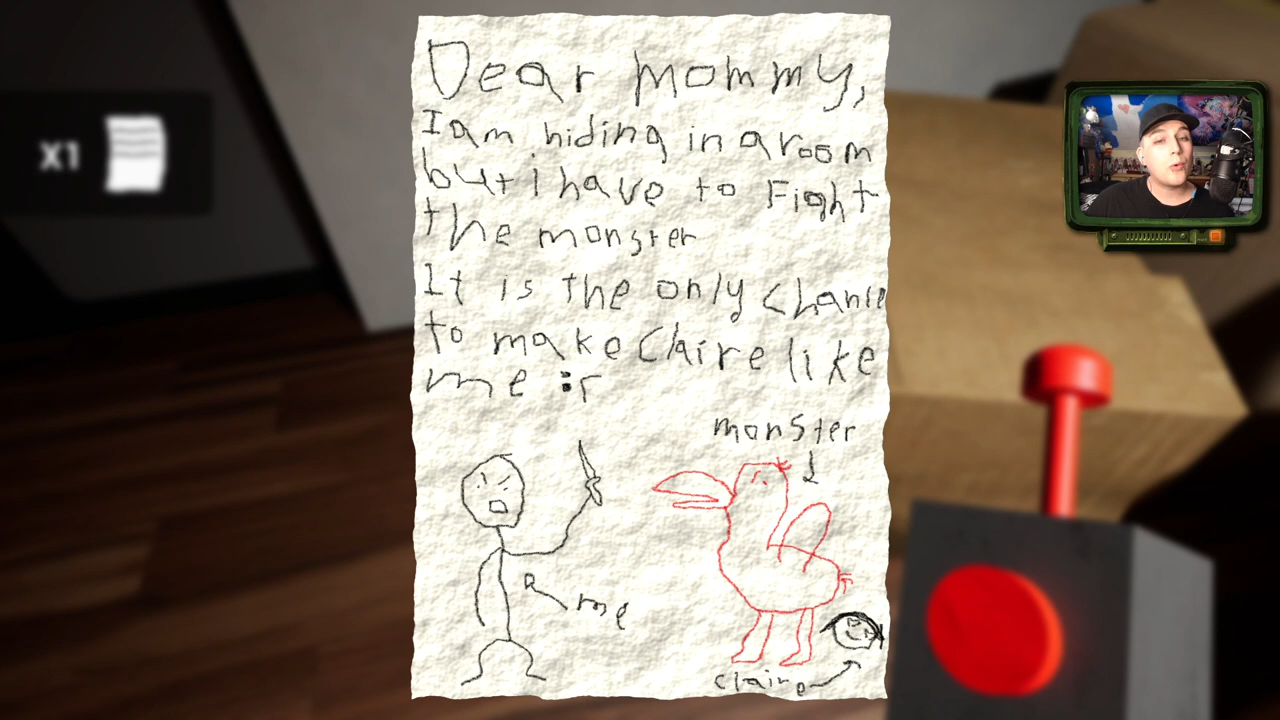 X1
Dear Mommy,
I am hiding in a room
but i have to Fight
the monster
It is the only chance
to make Claire like
me :r
monster
me
claire